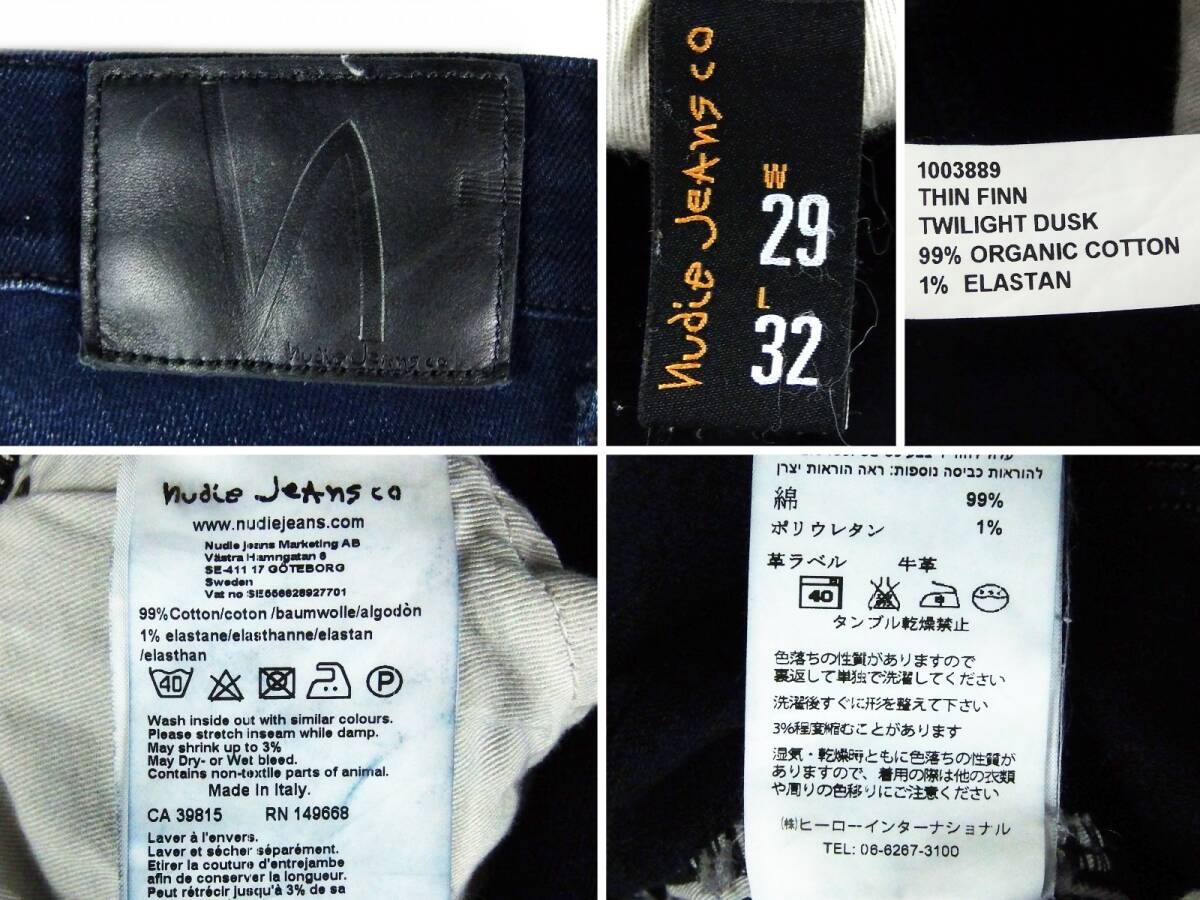 nudie Jeans co
nudie Jeans co
W
29
L
32
1003889
THIN FINN
TWILIGHT DUSK
99% ORGANIC COTTON
1% ELASTAN
nudie Jeans co
www.nudiejeans.com
Nudie Jeans Marketing AB
Västra Hamngatan 6
SE-411 17 GÖTEBORG
Sweden
Vat no :SE556628927701
99%Cotton/coton /baumwolle/algodòn
1% elastane/elasthanne/elastan
/elasthan
40 P
Wash inside out with similar colours.
Please stretch inseam while damp.
May shrink up to 3%
May Dry- or Wet bleed.
Contains non-textile parts of animal.
Made in Italy.
CA 39815 RN 149668
Laver à l'envers.
Laver et sécher séparément.
Etirer la couture d'entrejambe
afin de conserver la longueur.
Peut rétrécir jusqu'à 3% de sa
להוראות כביסה נוספות: ראה הוראות יצרן
綿 99%
ポリウレタン 1%
革ラベル 牛革
40
タンブル乾燥禁止
色落ちの性質がありますので
裏返して単独で洗濯してください
洗濯後すぐに形を整えて下さい
3%程度縮むことがあります
湿気・乾燥時ともに色落ちの性質が
ありますので、着用の際は他の衣類
や周りの色移りにご注意ください
㈱ヒーローインターナショナル
TEL: 06-6267-3100